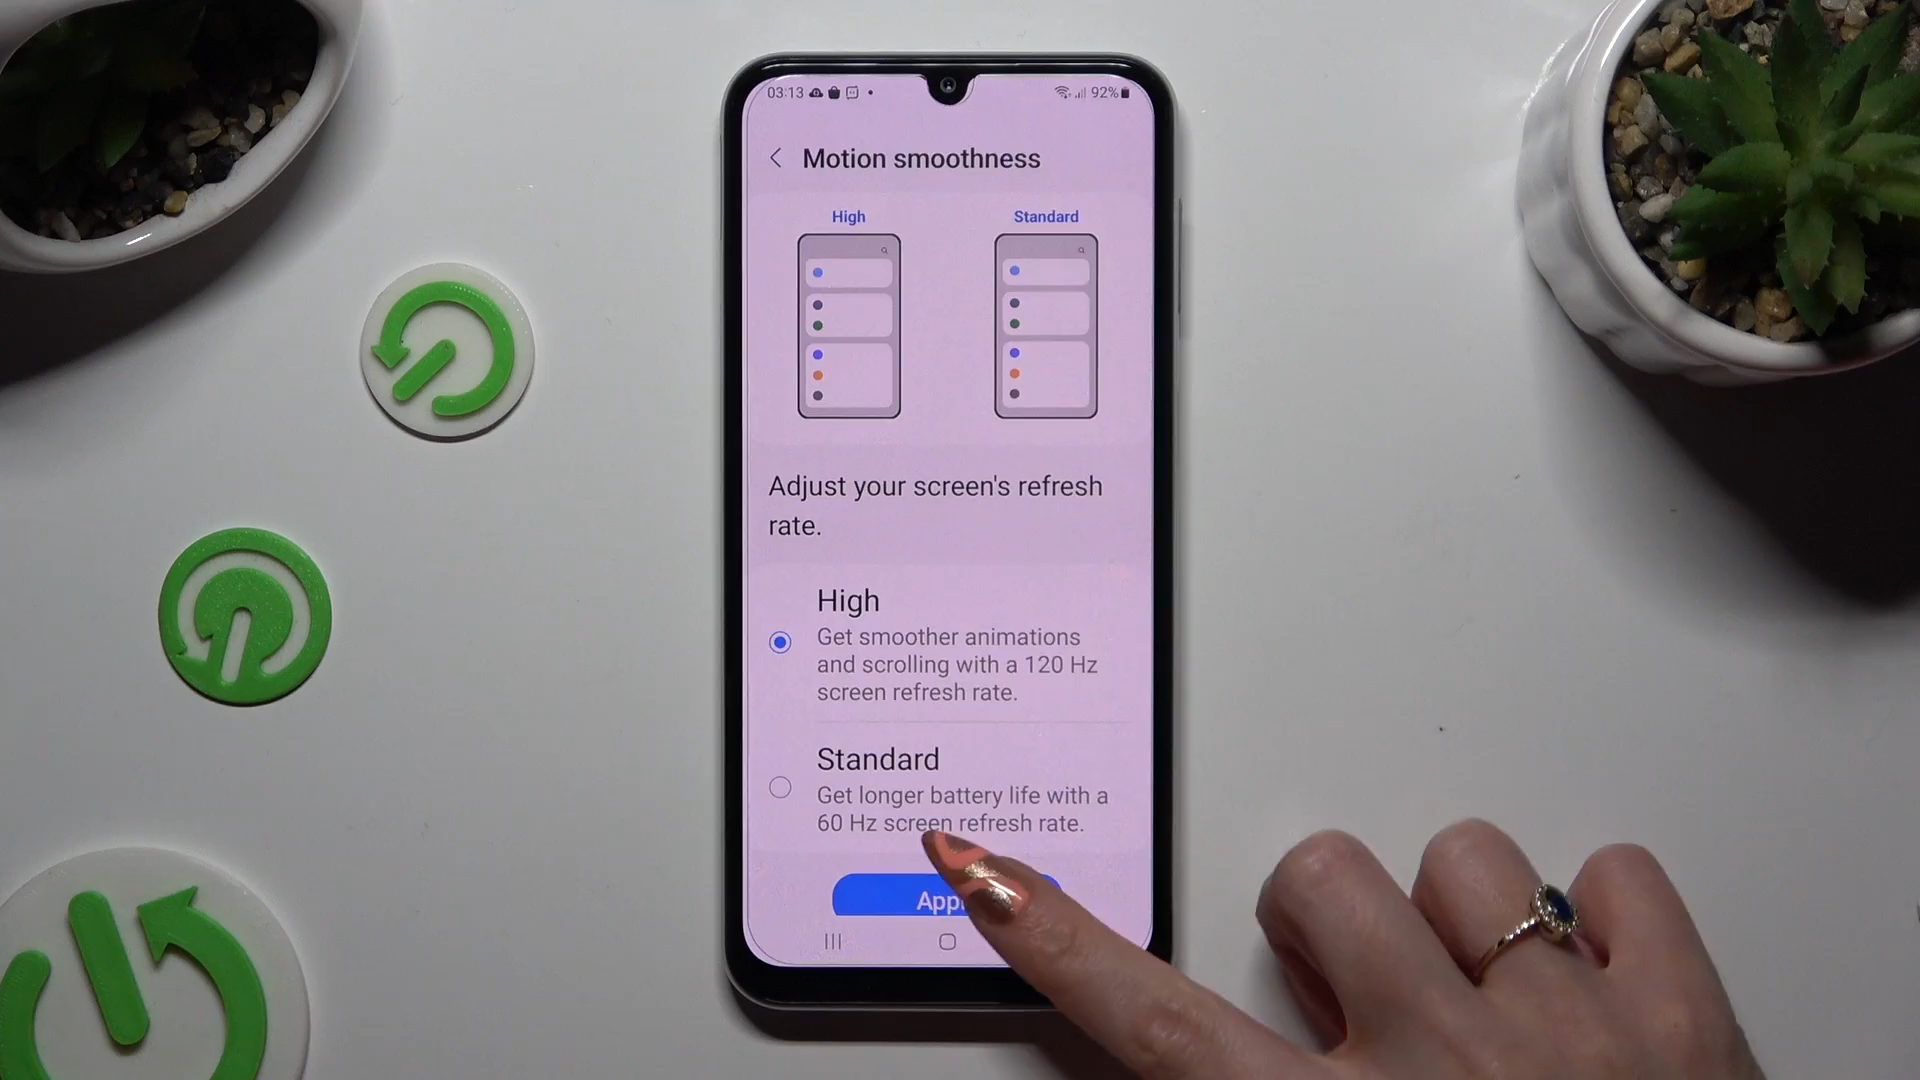 03:13
92%
Motion smoothness
High
Standard
Adjust your screen's refresh
rate.
High
Get smoother animations
and scrolling with a 120 Hz
screen refresh rate.
Standard
Get longer battery life with a
60 Hz screen refresh rate.